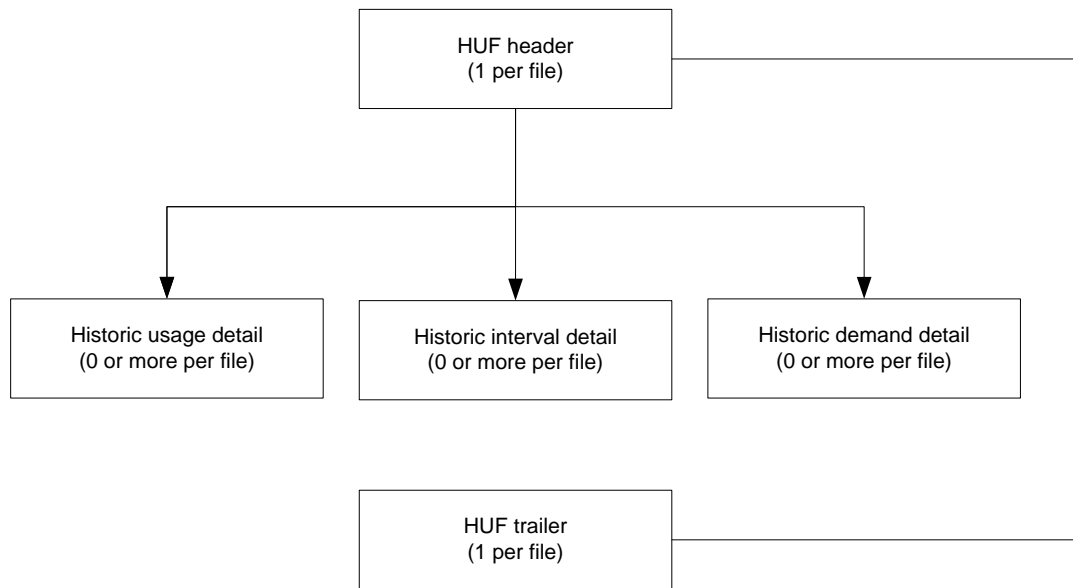 HUF header
(1 per file)
Historic usage detail
(0 or more per file)
Historic interval detail
(0 or more per file)
Historic demand detail
(0 or more per file)
HUF trailer
(1 per file)